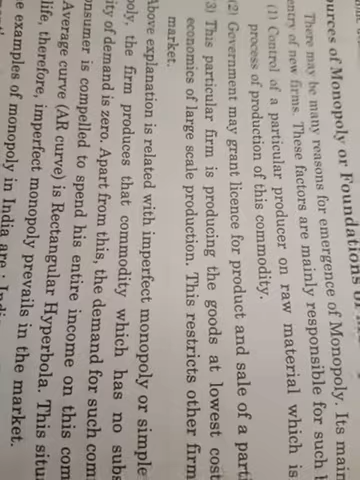 ources of Monopoly or Foundations
There may be many reasons for emergence of Monopoly. Its main
entry of new firms. These factors are mainly responsible for such
(1) Control of a particular producer on raw material which is
process of production of this commodity.
(2) Government may grant licence for product and sale of a parti
3) This particular firm is producing the goods at lowest cost
economics of large scale production. This restricts other firm
market.
Above explanation is related with imperfect monopoly or simple
poly, the firm produces that commodity which has no subs
ity of demand is zero. Apart from this, the demand for such com
onsumer is compelled to spend his entire income on this com
Average curve (AR curve) is Rectangular Hyperbola. This situ
life, therefore, imperfect monopoly prevails in the market.
e examples of monopoly in India are :